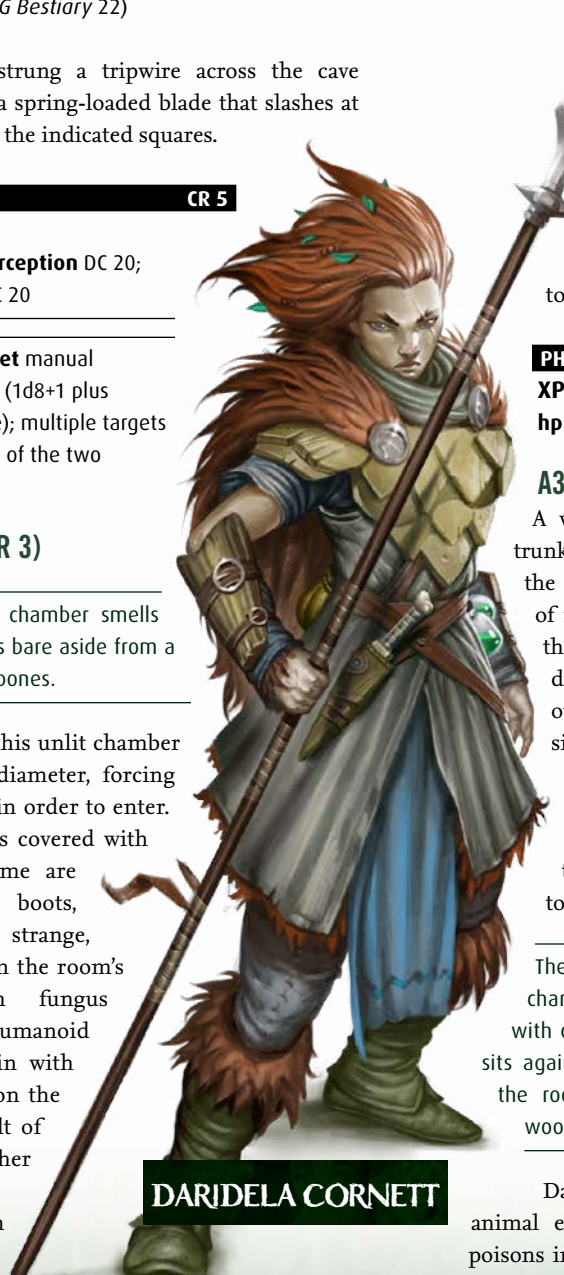 G Bestiary 22)
strung a tripwire across the cave
a spring-loaded blade that slashes at
the indicated squares.
CR 5
rception DC 20;
C 20
et manual
(1d8+1 plus
e); multiple targets
of the two
R 3)
chamber smells
s bare aside from a
bones.
his unlit chamber
diameter, forcing
in order to enter.
s covered with
me are
boots,
strange,
n the room's
n fungus
umanoid
in with
on the
lt of
her
n
DARIDELA CORNETT
to
PH
XP
hp
A3
A v
trunk
the
of
th
d
o
si
t
to
The
char
with c
sits again
the roo
woo
Da
animal e
poisons in